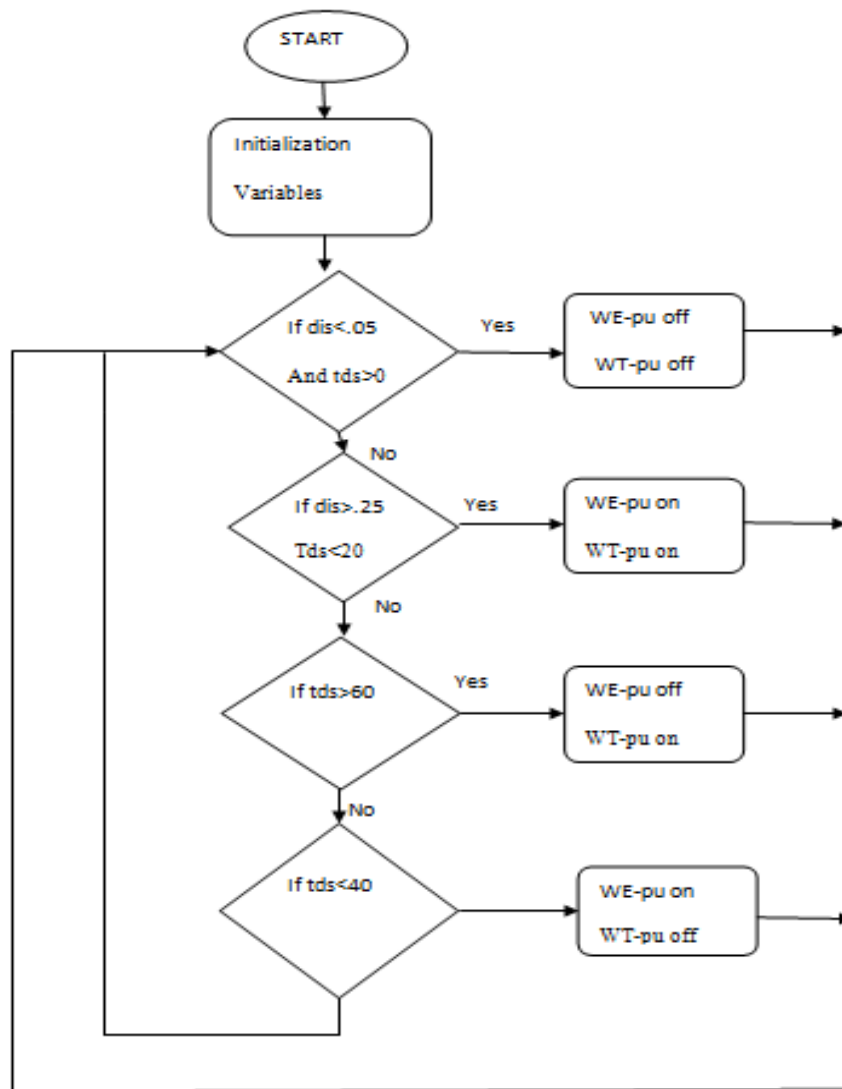 START
Initialization
Variables
If dis<.05
And tds>0
Yes
WE-pu off
WT-pu off
No
If dis>.25
Tds<20
Yes
WE-pu on
WT-pu on
No
If tds>60
Yes
WE-pu off
WT-pu on
No
If tds<40
WE-pu on
WT-pu off